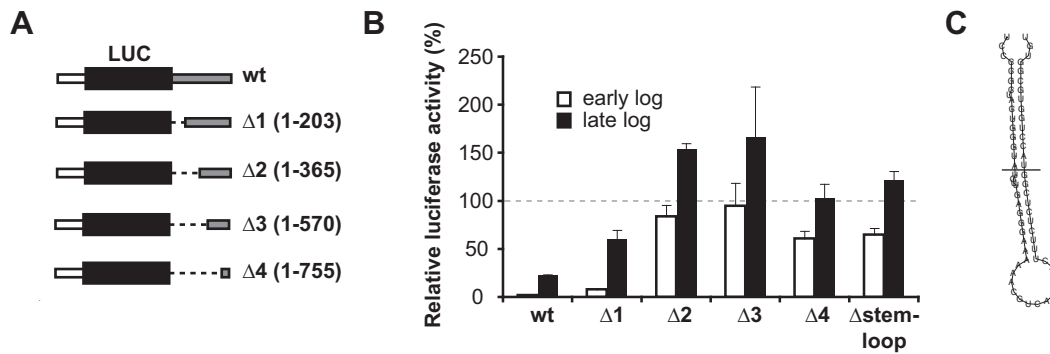 A
LUC
wt
Δ1 (1-203)
Δ2 (1-365)
Δ3 (1-570)
Δ4 (1-755)
B
Relative luciferase activity (%)
250
200
150
100
50
0
early log
late log
wt
Δ1
Δ2
Δ3
Δ4
Δstem-
loop
C